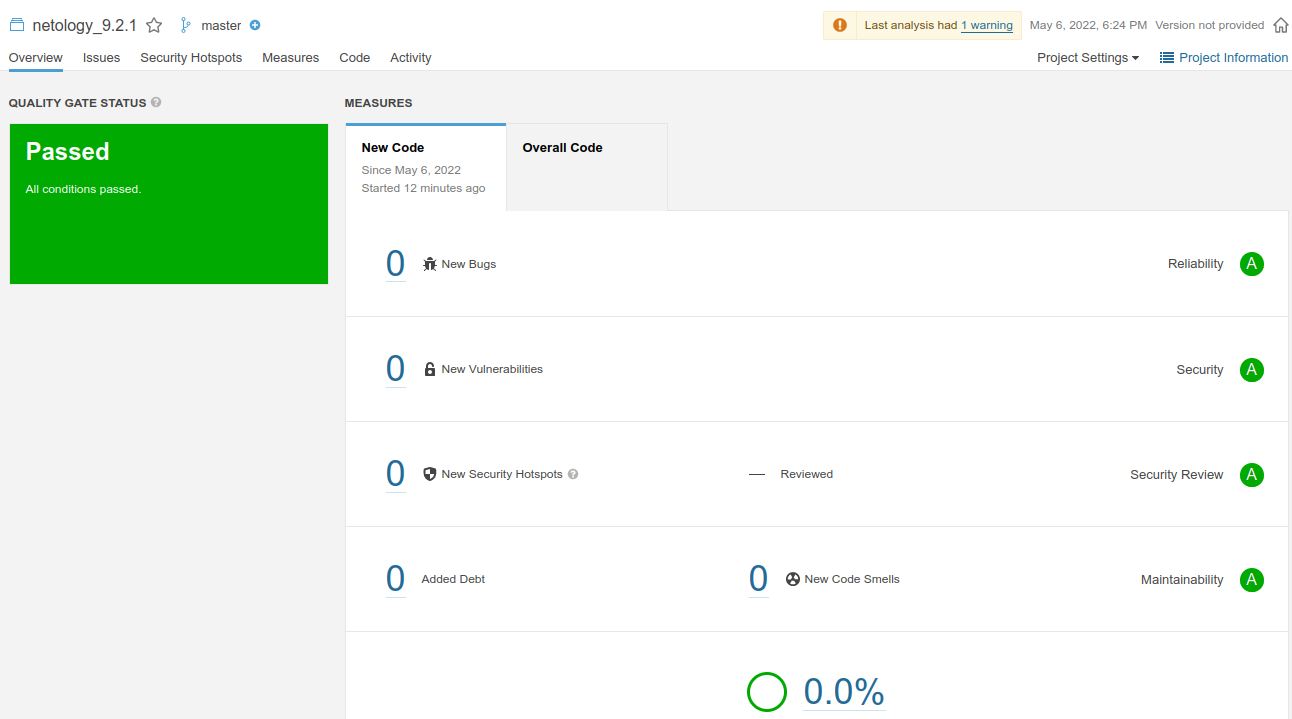 netology_9.2.1 master Last analysis had 1 warning May 6, 2022, 6:24 PM Version not provided
Overview Issues Security Hotspots Measures Code Activity Project Settings Project Information
QUALITY GATE STATUS ?
Passed
All conditions passed.
MEASURES
New Code
Since May 6, 2022
Started 12 minutes ago
Overall Code
0 New Bugs Reliability A
0 New Vulnerabilities Security A
0 New Security Hotspots ? — Reviewed Security Review A
0 Added Debt 0 New Code Smells Maintainability A
0.0%